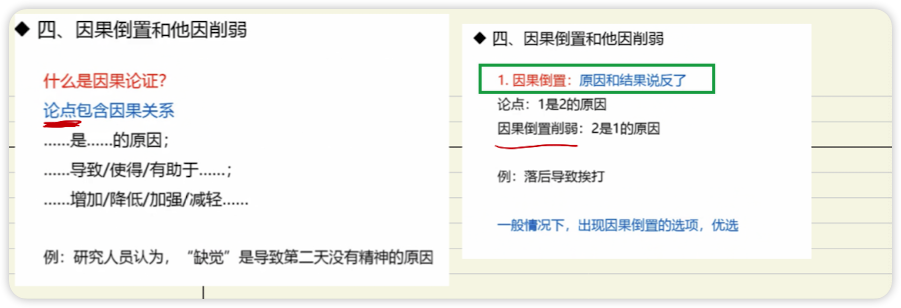 ◆ 四、因果倒置和他因削弱
什么是因果论证？
论点包含因果关系
……是……的原因；
……导致/使得/有助于……；
……增加/降低/加强/减轻……
例：研究人员认为，“缺觉”是导致第二天没有精神的原因
◆ 四、因果倒置和他因削弱
1. 因果倒置：原因和结果说反了
论点：1是2的原因
因果倒置削弱：2是1的原因
例：落后导致挨打
一般情况下，出现因果倒置的选项，优选